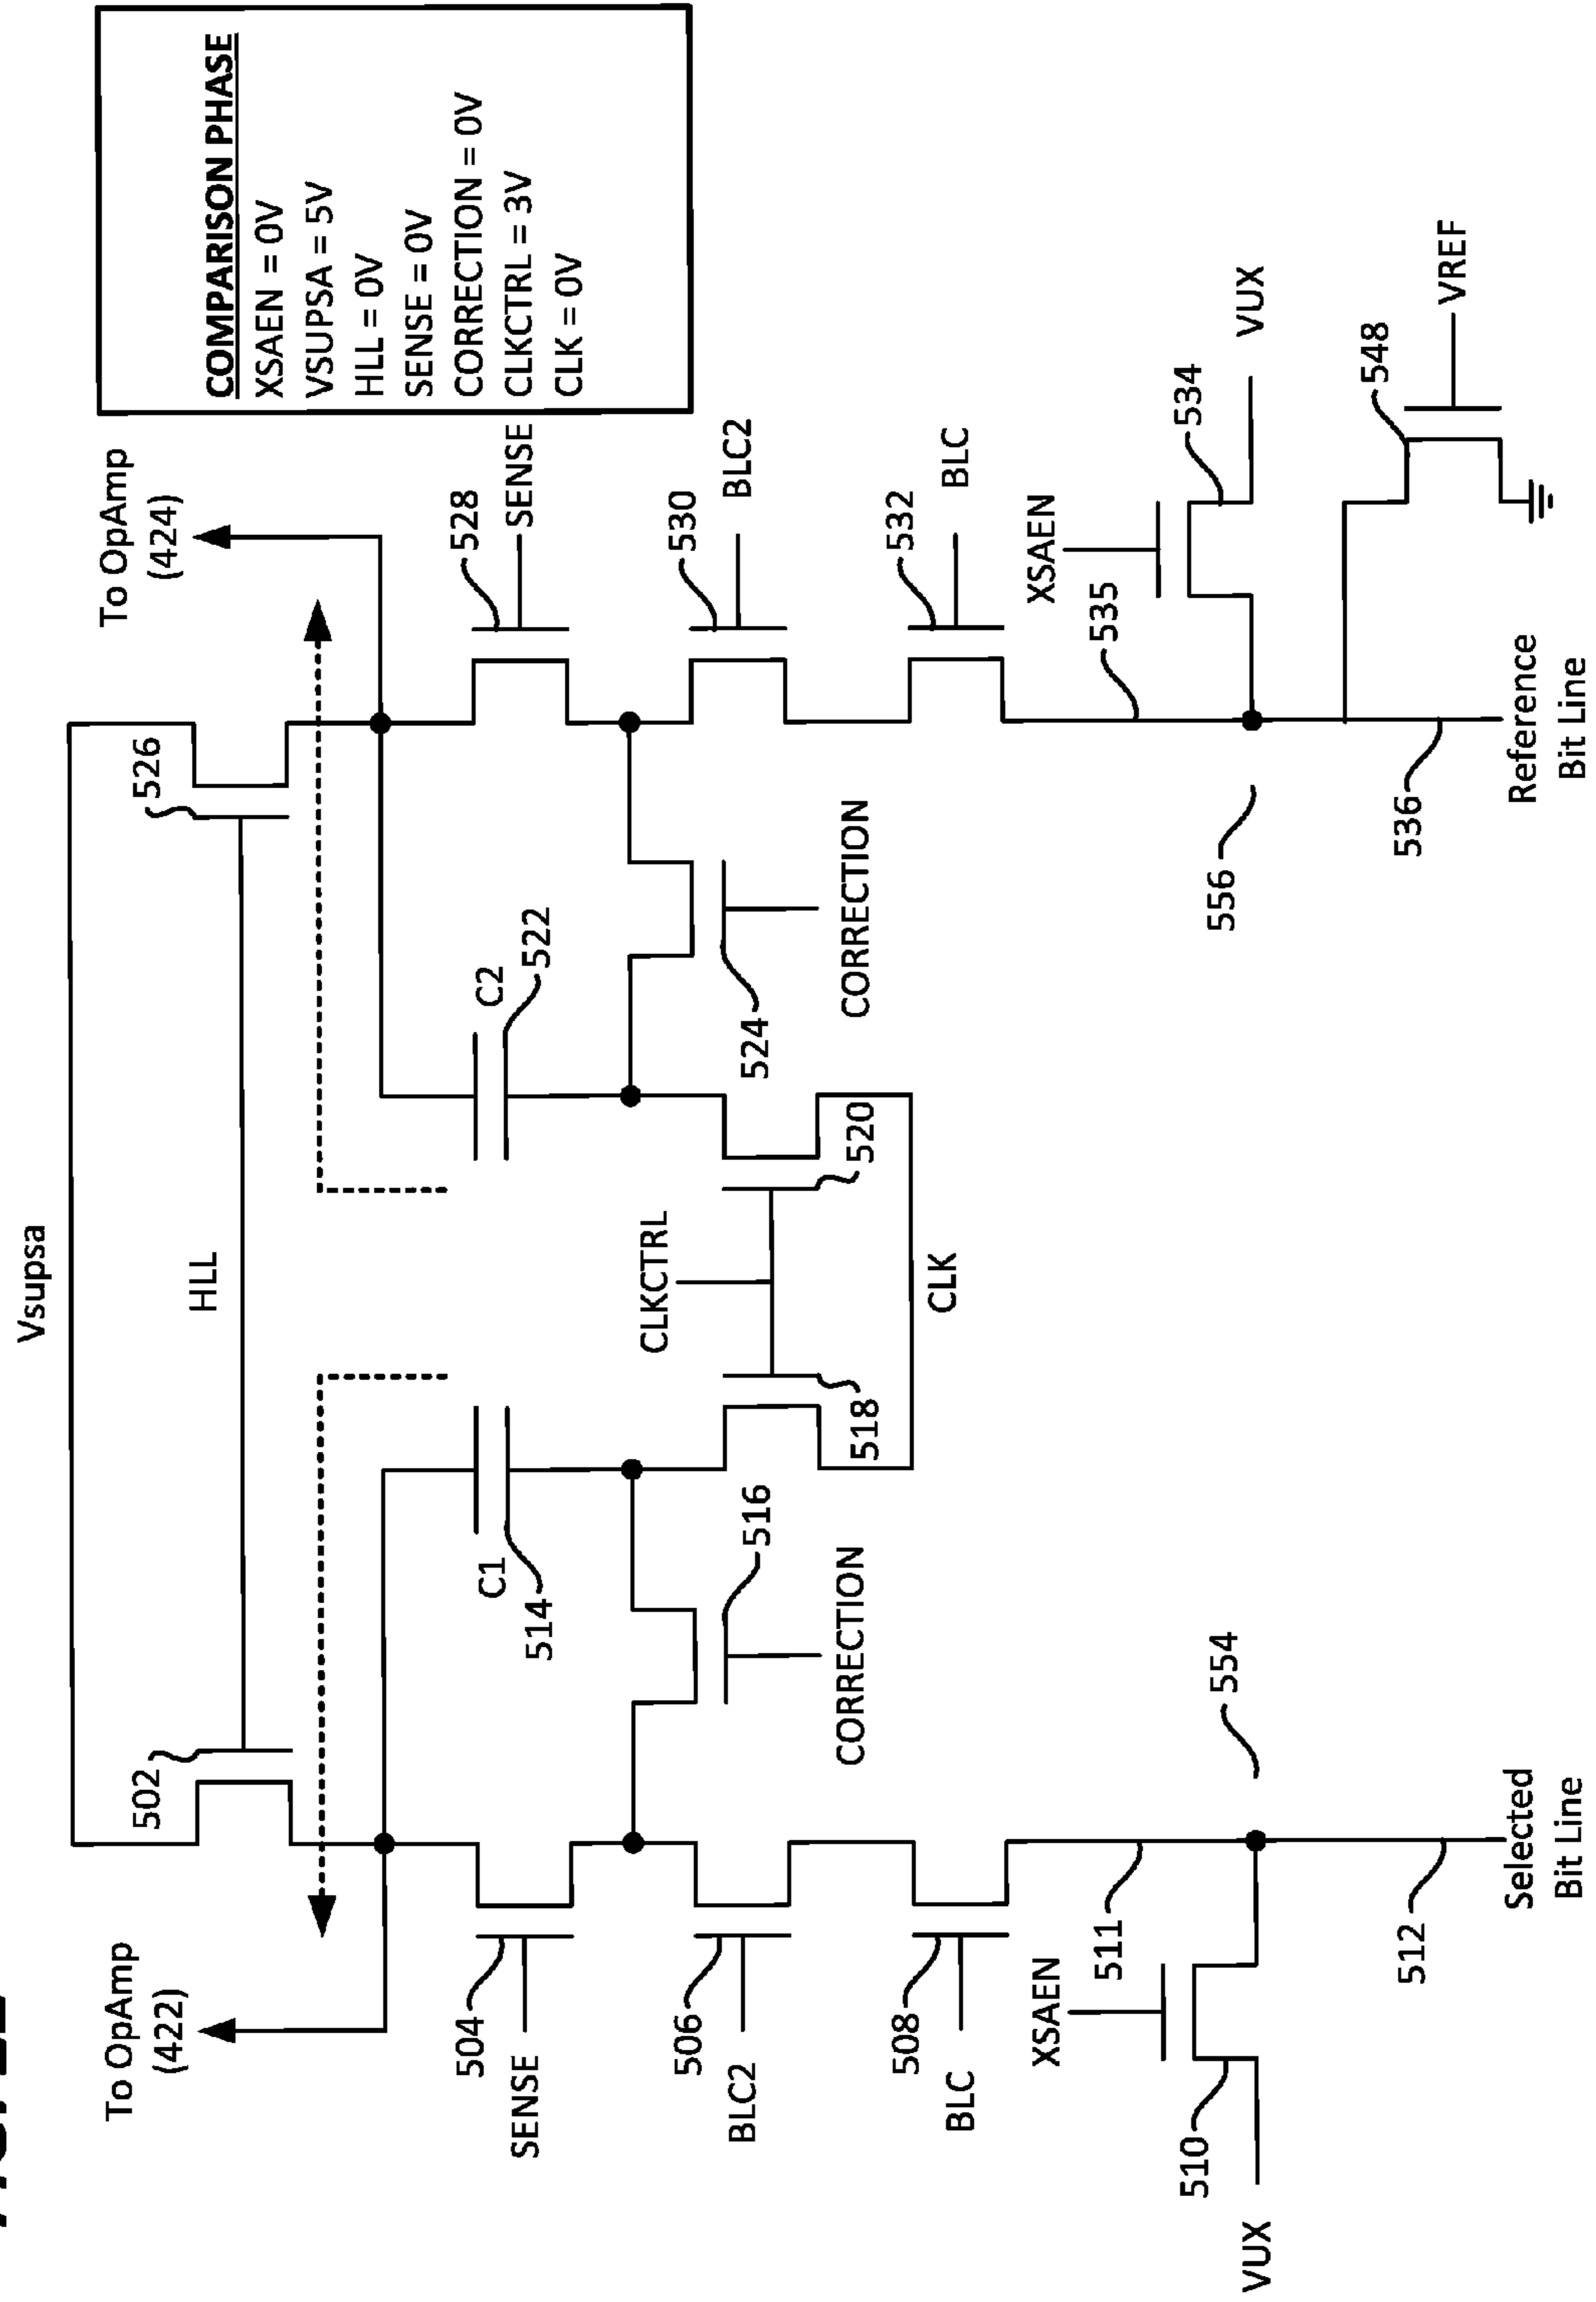 Vsupsa
To OpAmp
(422)
502
HLL
526
To OpAmp
(424)
COMPARISON PHASE
XSAEN = 0V
VSUPSA = 5V
HLL = 0V
SENSE = 0V
CORRECTION = 0V
CLKCTRL = 3V
CLK = 0V
504
SENSE
C1
514
C2
522
528
SENSE
506
BLC2
516
CORRECTION
CLKCTRL
518
520
CLK
524
CORRECTION
530
BLC2
508
BLC
532
BLC
XSAEN
511
535
XSAEN
510
VUX
554
556
534
VUX
512
536
548
VREF
Selected
Bit Line
Reference
Bit Line